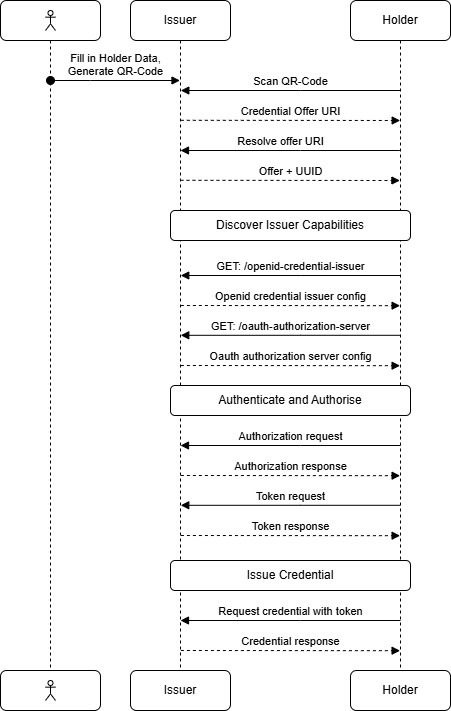 Issuer
Holder
Fill in Holder Data,
Generate QR-Code
Scan QR-Code
Credential Offer URI
Resolve offer URI
Offer + UUID
Discover Issuer Capabilities
GET: /openid-credential-issuer
Openid credential issuer config
GET: /oauth-authorization-server
Oauth authorization server config
Authenticate and Authorise
Authorization request
Authorization response
Token request
Token response
Issue Credential
Request credential with token
Credential response
Issuer
Holder